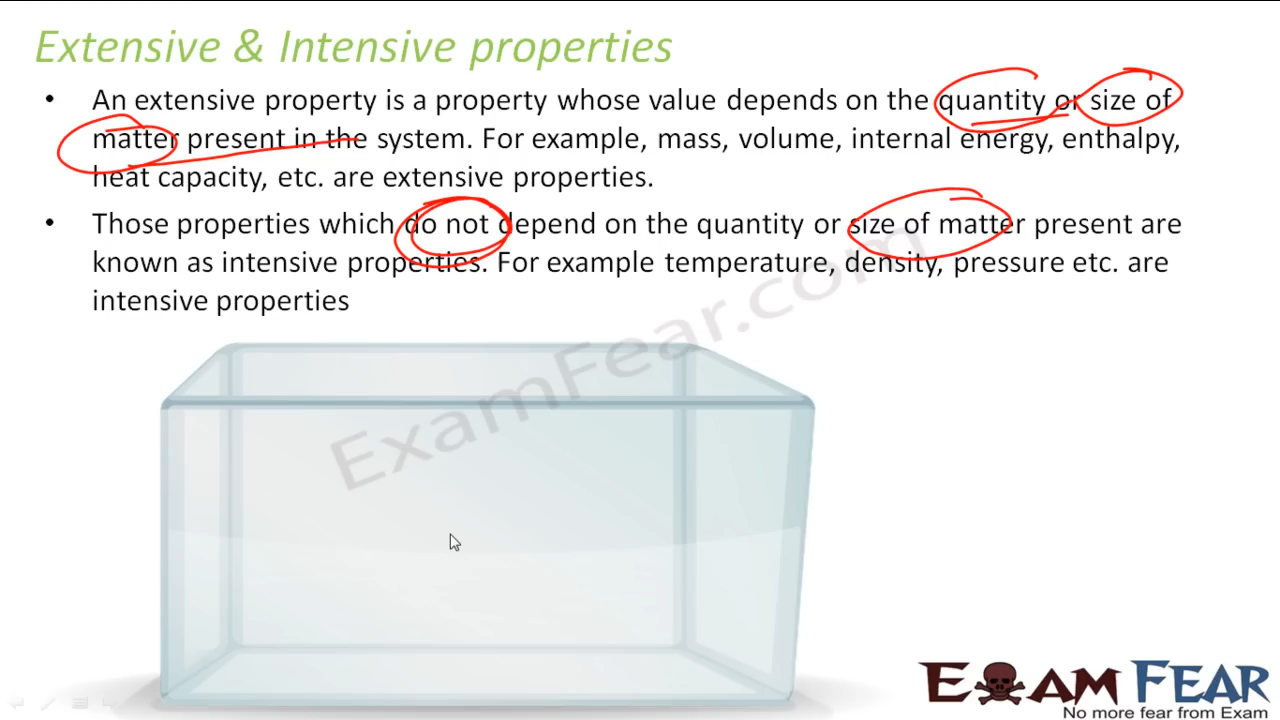 Extensive & Intensive properties
• An extensive property is a property whose value depends on the quantity or size of
matter present in the system. For example, mass, volume, internal energy, enthalpy,
heat capacity, etc. are extensive properties.
• Those properties which do not depend on the quantity or size of matter present are
known as intensive properties. For example temperature, density, pressure etc. are
intensive properties
ExamFear.com
EXAM FEAR
No more fear from Exam